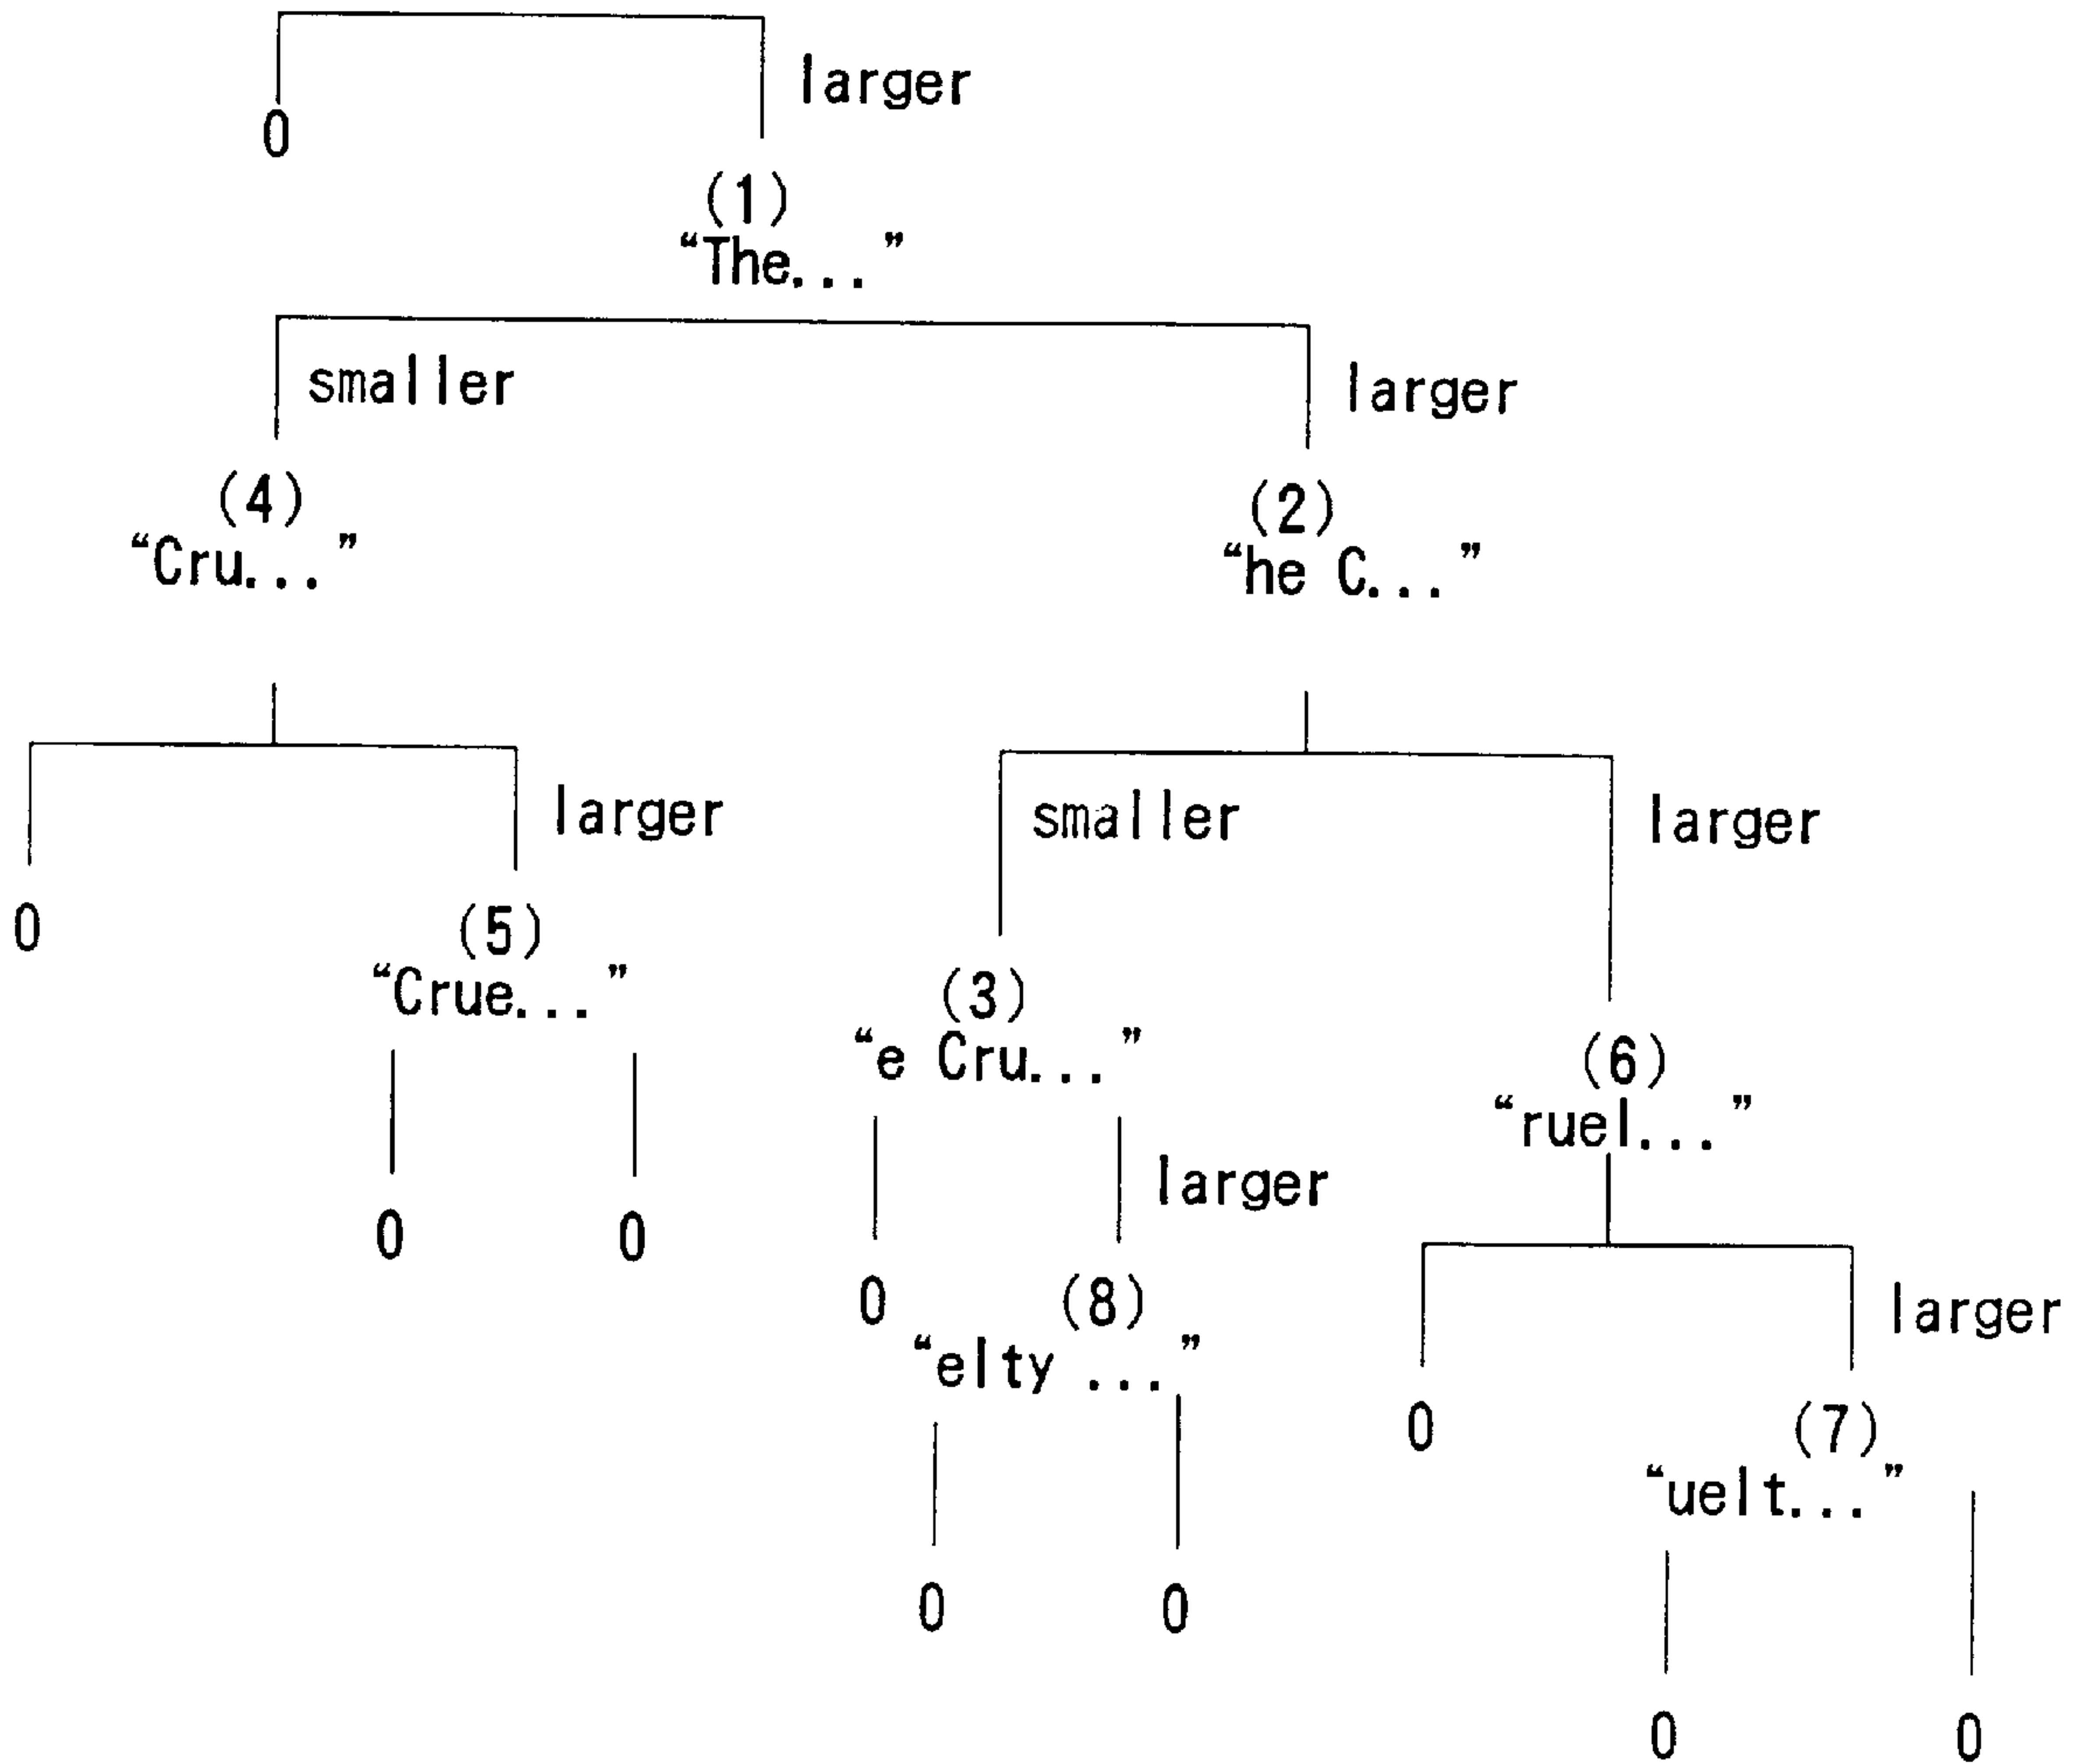 larger
0
(1)
“The...”
smaller
larger
(4)
“Cru...”
(2)
“he C...”
larger
smaller
larger
0
(5)
“Crue...”
(3)
“e Cru...”
(6)
“ruel...”
larger
0
0
0
(8)
“elty ...”
larger
0
(7)
“uelt...”
0
0
0
0